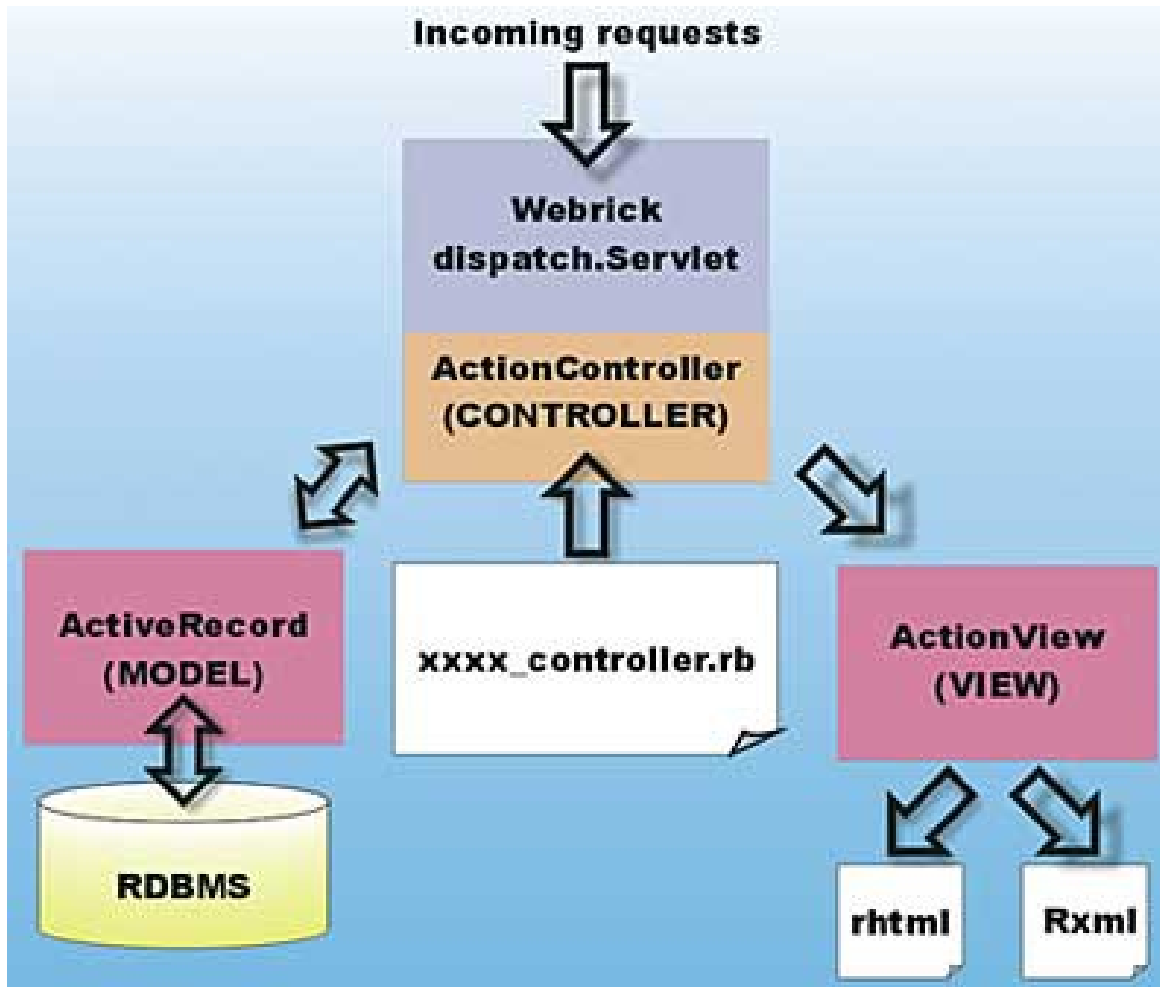 Incoming requests
Webrick
dispatch.Servlet
ActionController
(CONTROLLER)
ActiveRecord
(MODEL)
xxxx_controller.rb
ActionView
(VIEW)
RDBMS
rhtml
Rxml